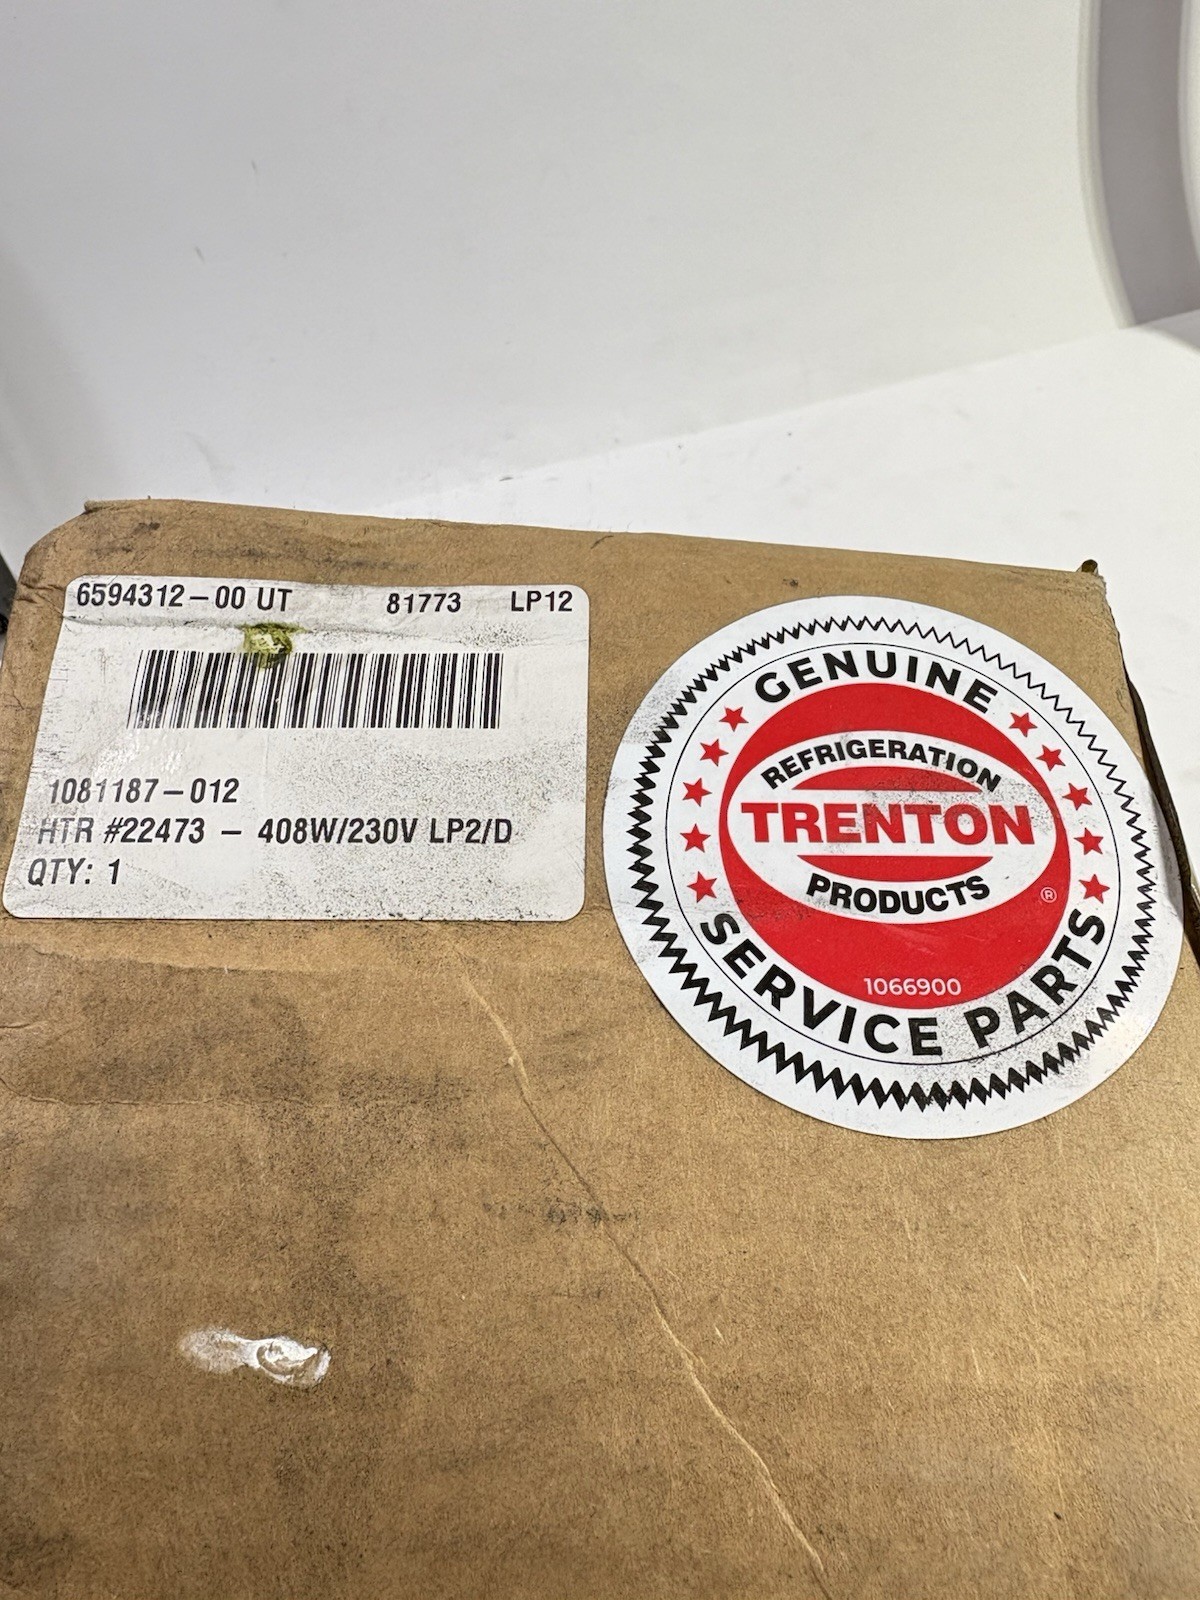 6594312-00 UT 81773 LP12
1081187-012
HTR #22473 - 408W/230V LP2/D
QTY: 1
GENUINE
REFRIGERATION
TRENTON
PRODUCTS
®
1066900
SERVICE PARTS